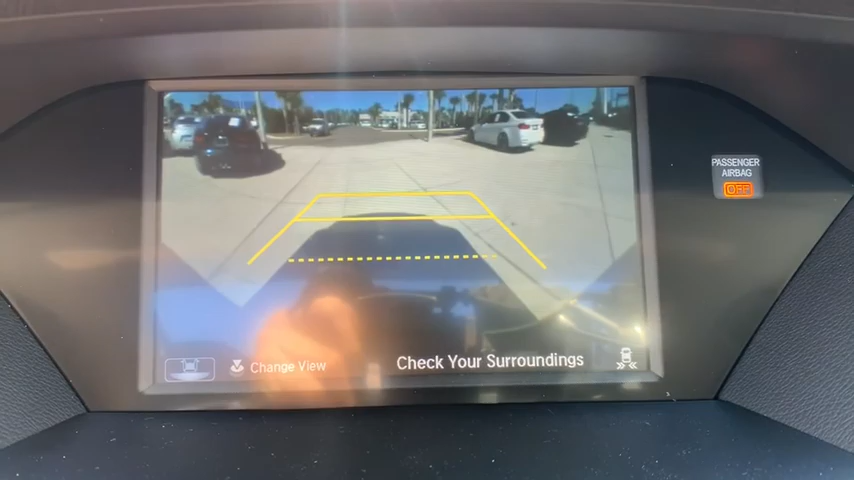 PASSENGER
AIRBAG
OFF
Change View
Check Your Surroundings